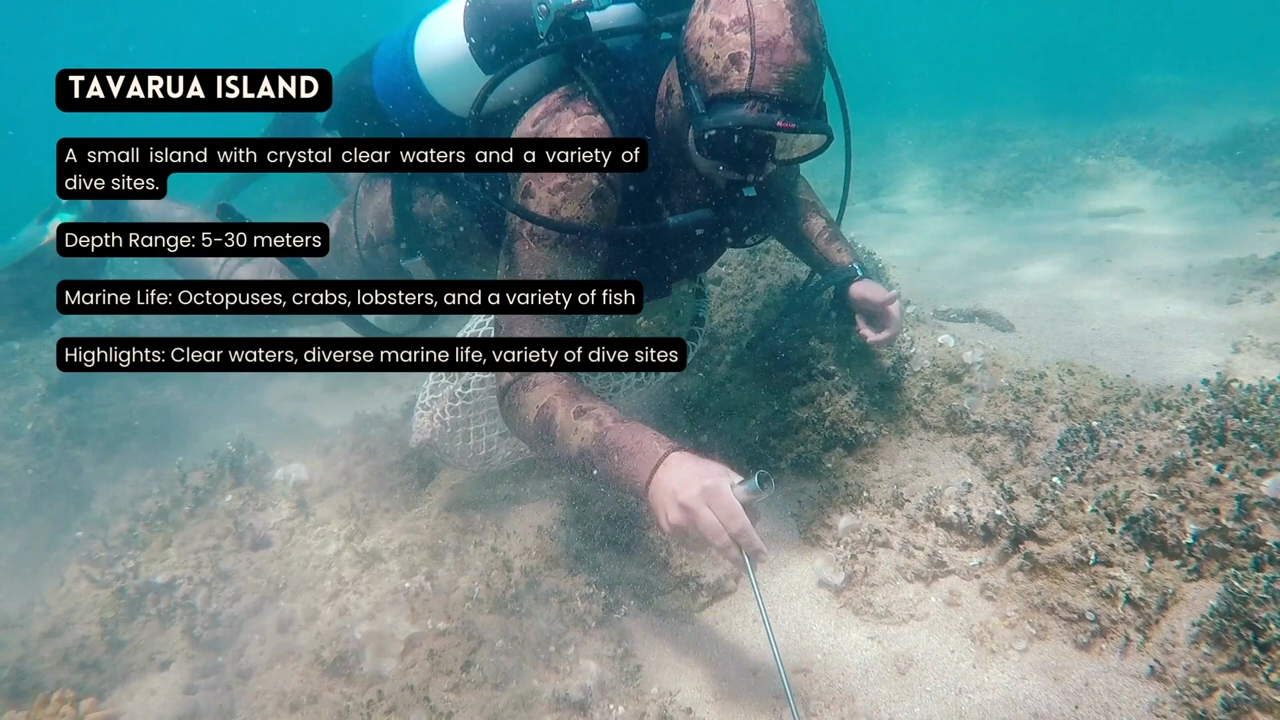 TAVARUA ISLAND
A small island with crystal clear waters and a variety of
dive sites.
Depth Range: 5-30 meters
Marine Life: Octopuses, crabs, lobsters, and a variety of fish
Highlights: Clear waters, diverse marine life, variety of dive sites